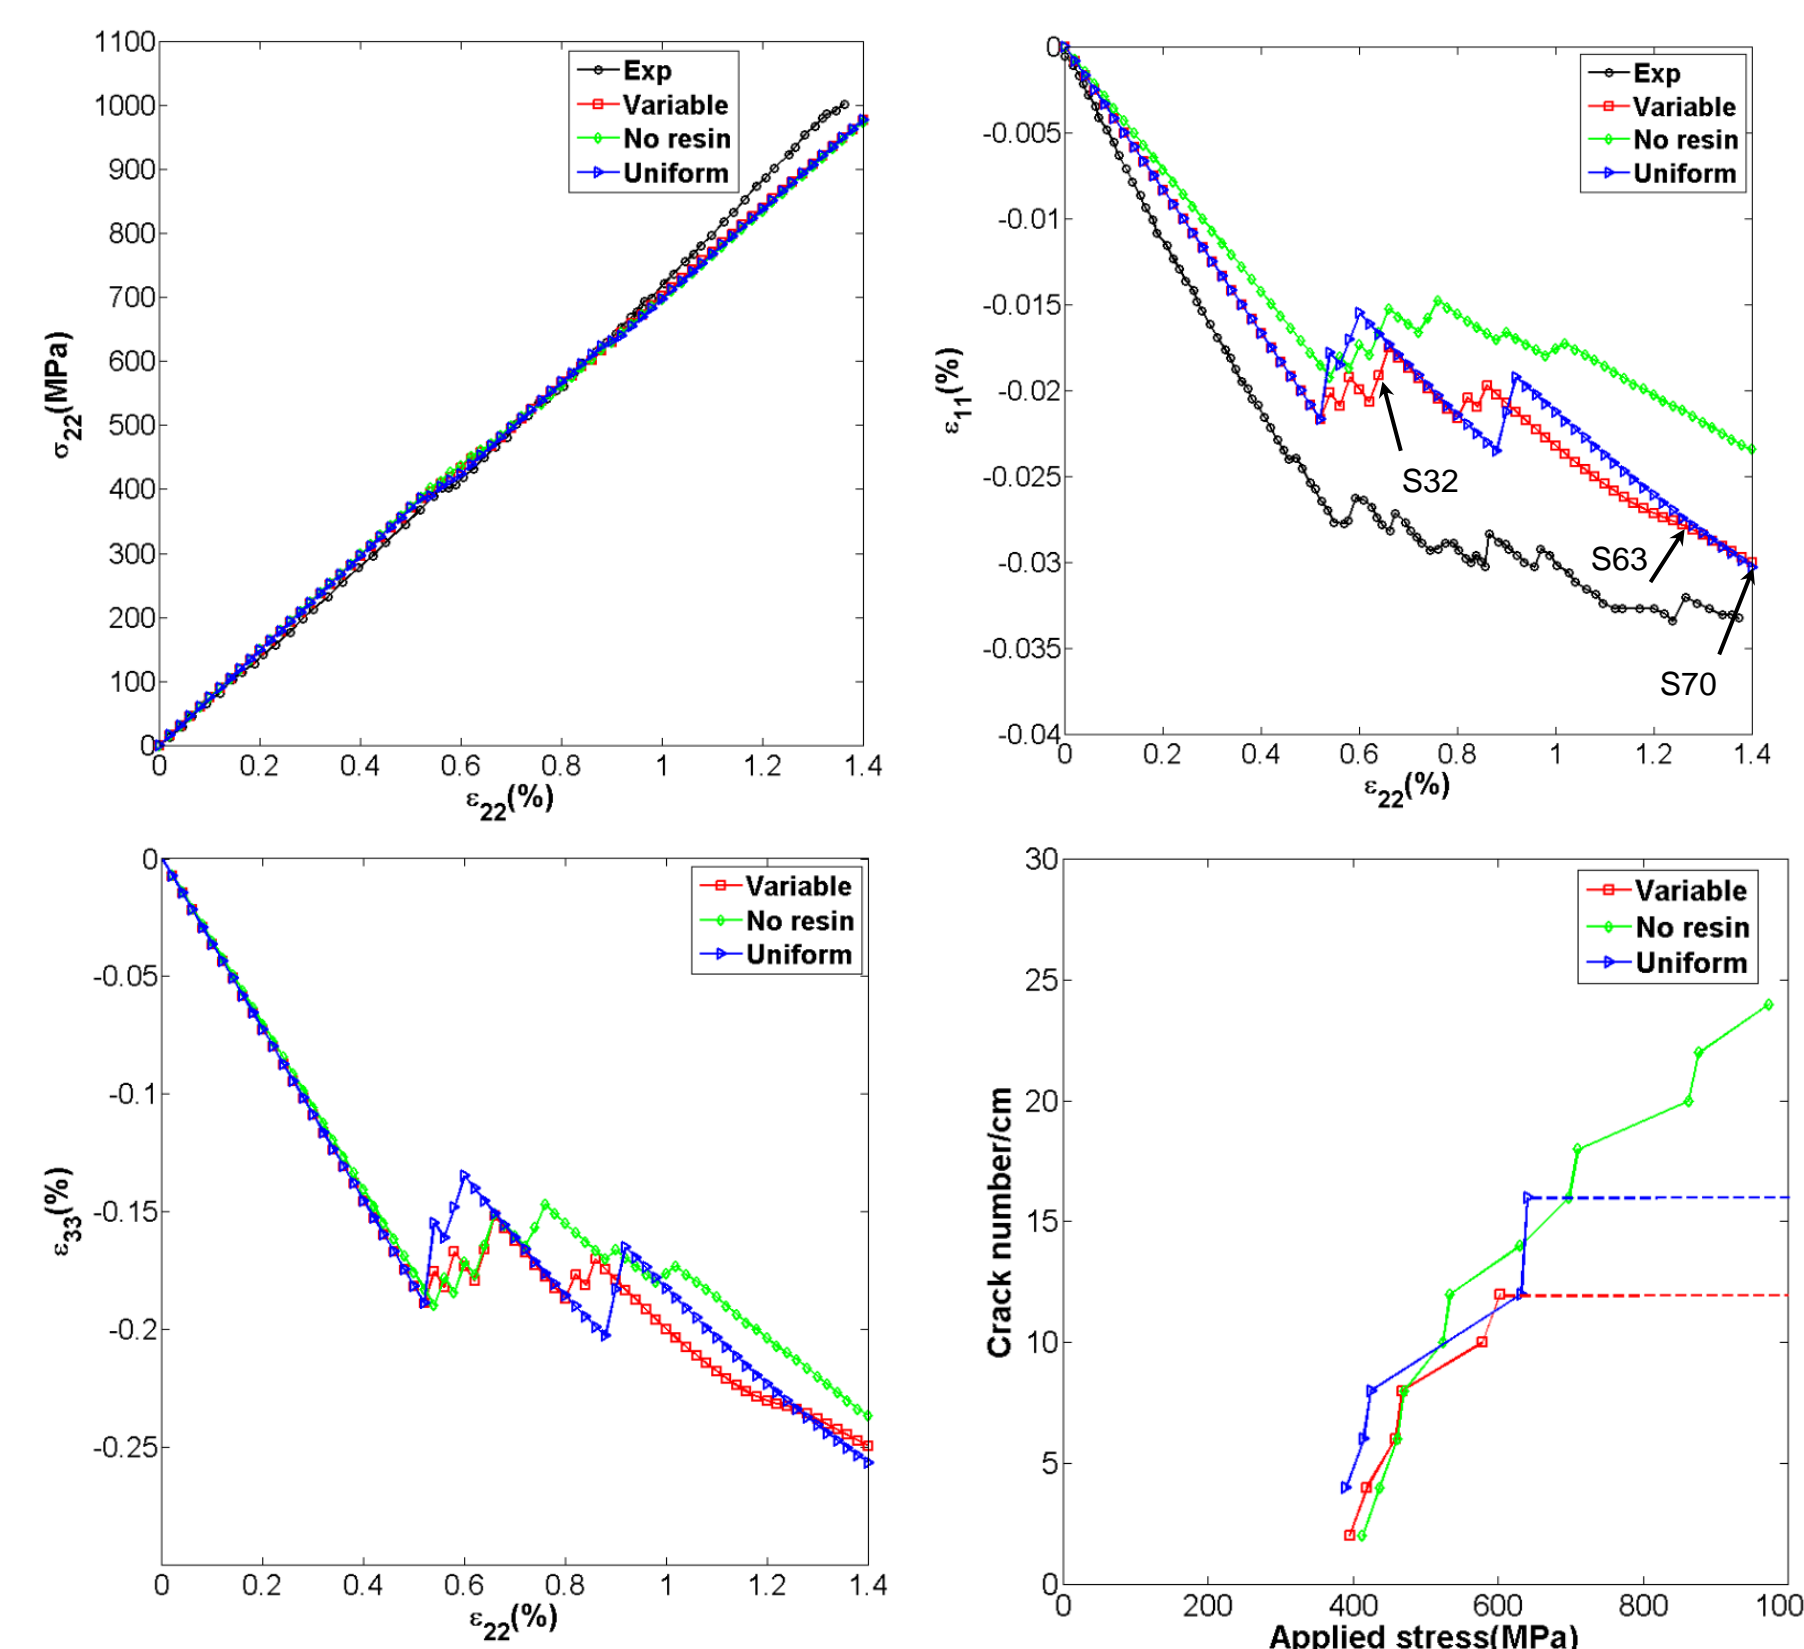 1100
1000
900
800
700
600
500
400
300
200
100
0
σ22(MPa)
Exp
Variable
No resin
Uniform
0 0.2 0.4 0.6 0.8 1 1.2 1.4
ε22(%)
0
-0.005
-0.01
-0.015
-0.02
-0.025
-0.03
-0.035
-0.04
ε11(%)
Exp
Variable
No resin
Uniform
S32
S63
S70
0 0.2 0.4 0.6 0.8 1 1.2 1.4
ε22(%)
0
-0.05
-0.1
-0.15
-0.2
-0.25
ε33(%)
Variable
No resin
Uniform
0 0.2 0.4 0.6 0.8 1 1.2 1.4
ε22(%)
30
25
20
15
10
5
0
Crack number/cm
Variable
No resin
Uniform
0 200 400 600 800 100
Applied stress(MPa)